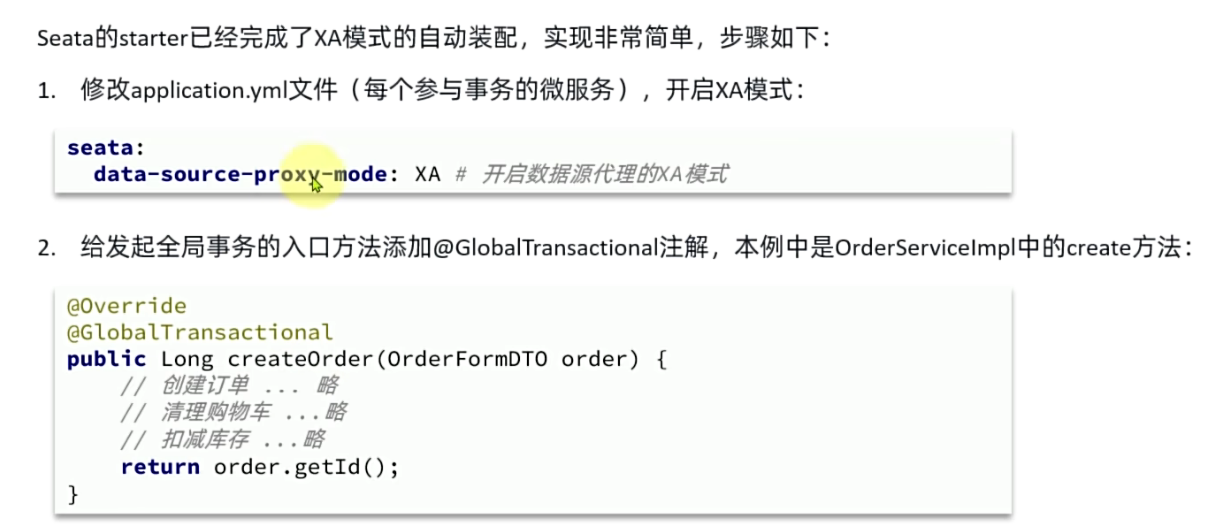 Seata的starter已经完成了XA模式的自动装配，实现非常简单，步骤如下：
1. 修改application.yml文件（每个参与事务的微服务），开启XA模式：
seata:
  data-source-proxy-mode: XA # 开启数据源代理的XA模式
2. 给发起全局事务的入口方法添加@GlobalTransactional注解，本例中是OrderServiceImpl中的create方法：
@Override
@GlobalTransactional
public Long createOrder(OrderFormDTO order) {
    // 创建订单 ... 略
    // 清理购物车 ...略
    // 扣减库存 ...略
    return order.getId();
}